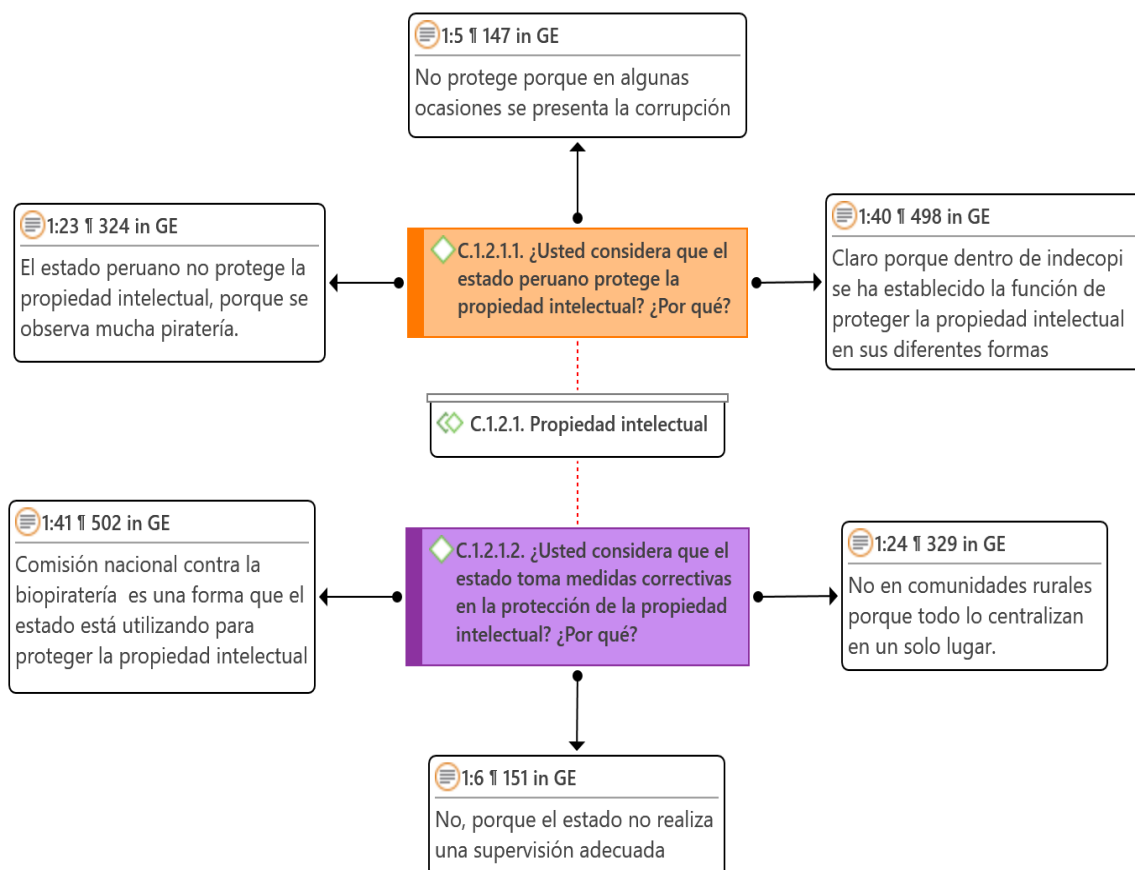 1:5 ¶ 147 in GE
No protege porque en algunas
ocasiones se presenta la corrupción
1:23 ¶ 324 in GE
El estado peruano no protege la
propiedad intelectual, porque se
observa mucha piratería.
C.1.2.1.1. ¿Usted considera que el
estado peruano protege la
propiedad intelectual? ¿Por qué?
1:40 ¶ 498 in GE
Claro porque dentro de indecopi
se ha establecido la función de
proteger la propiedad intelectual
en sus diferentes formas
C.1.2.1. Propiedad intelectual
1:41 ¶ 502 in GE
Comisión nacional contra la
biopiratería es una forma que el
estado está utilizando para
proteger la propiedad intelectual
C.1.2.1.2. ¿Usted considera que el
estado toma medidas correctivas
en la protección de la propiedad
intelectual? ¿Por qué?
1:24 ¶ 329 in GE
No en comunidades rurales
porque todo lo centralizan
en un solo lugar.
1:6 ¶ 151 in GE
No, porque el estado no realiza
una supervisión adecuada